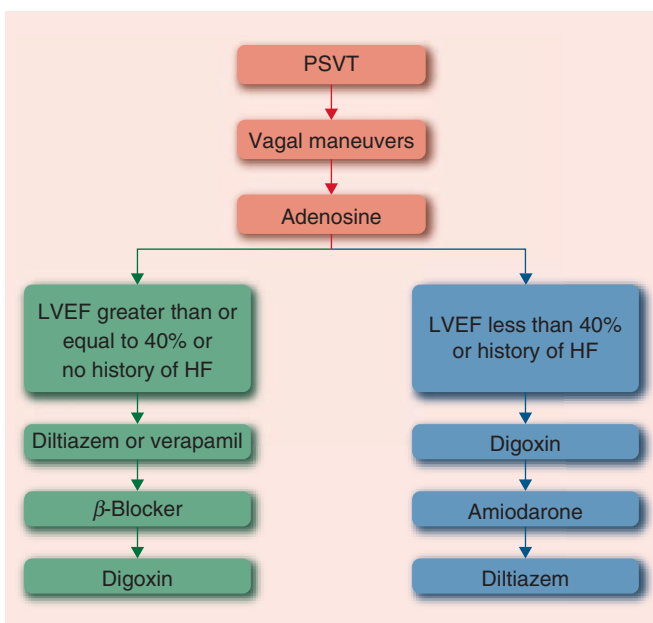 PSVT
Vagal maneuvers
Adenosine
LVEF greater than or
equal to 40% or
no history of HF
Diltiazem or verapamil
β-Blocker
Digoxin
LVEF less than 40%
or history of HF
Digoxin
Amiodarone
Diltiazem